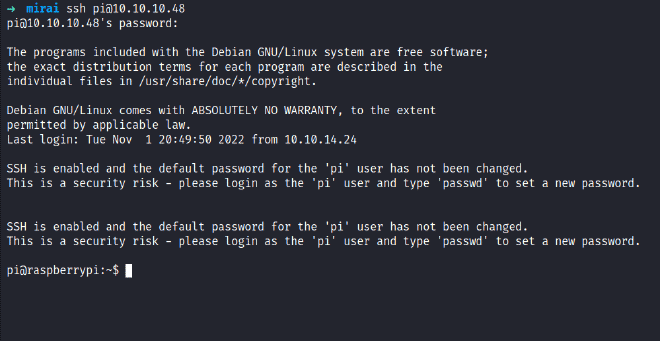 → mirai ssh pi@10.10.10.48
pi@10.10.10.48's password:
The programs included with the Debian GNU/Linux system are free software;
the exact distribution terms for each program are described in the
individual files in /usr/share/doc/*/copyright.
Debian GNU/Linux comes with ABSOLUTELY NO WARRANTY, to the extent
permitted by applicable law.
Last login: Tue Nov  1 20:49:50 2022 from 10.10.14.24
SSH is enabled and the default password for the 'pi' user has not been changed.
This is a security risk - please login as the 'pi' user and type 'passwd' to set a new password.
SSH is enabled and the default password for the 'pi' user has not been changed.
This is a security risk - please login as the 'pi' user and type 'passwd' to set a new password.
pi@raspberrypi:~$